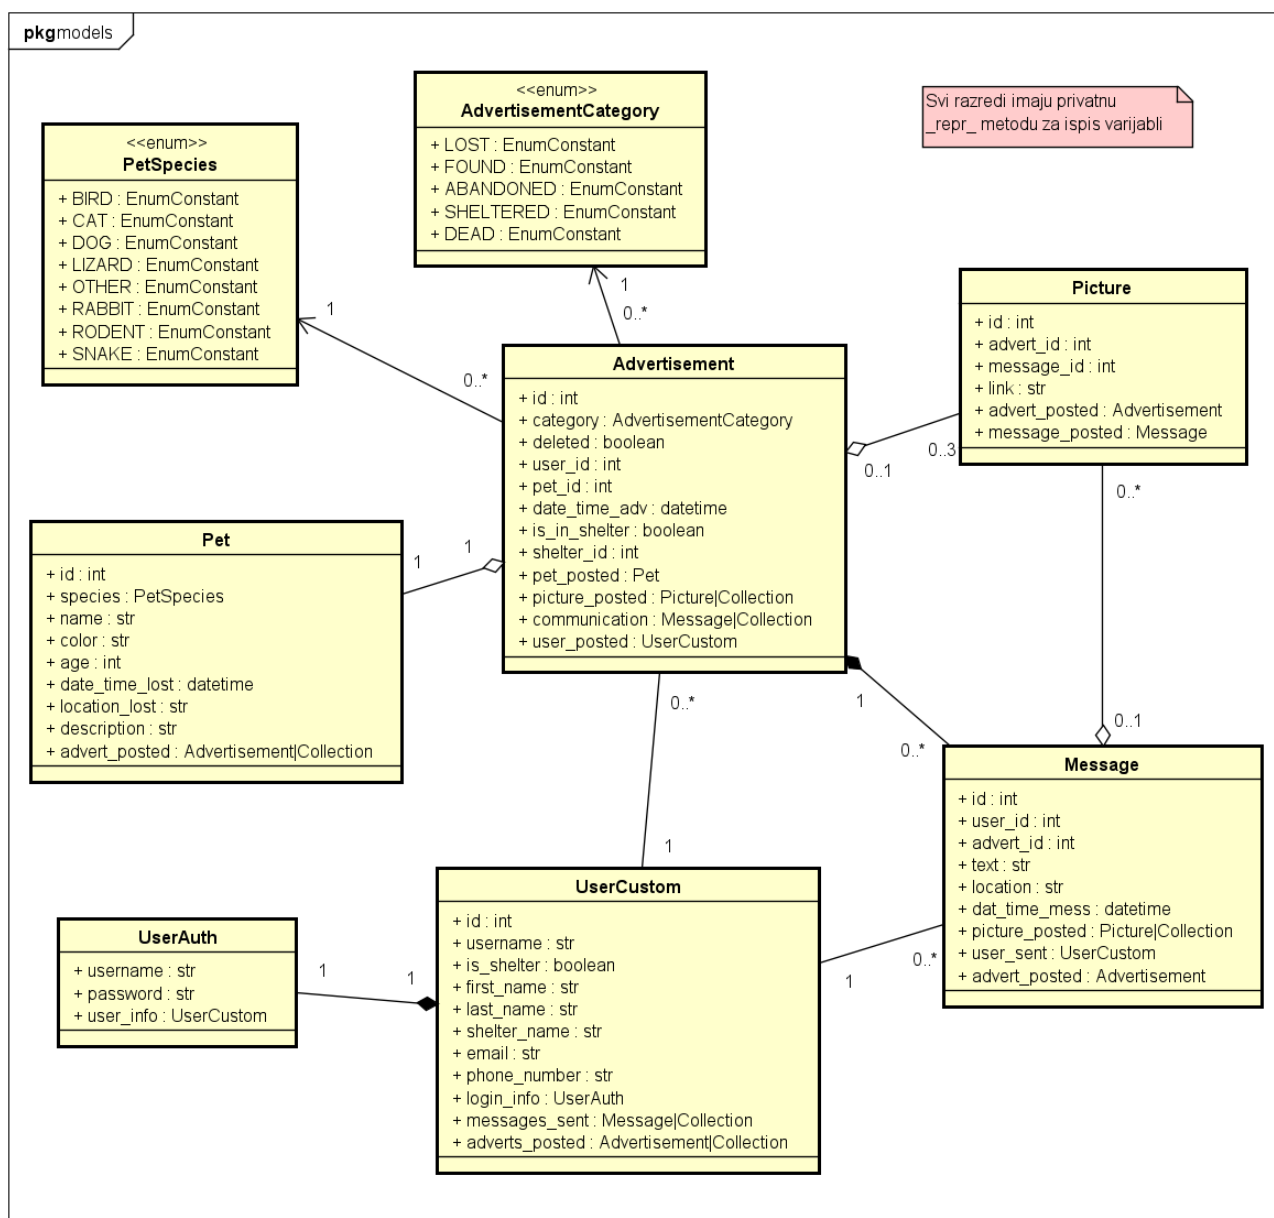 pkgmodels
<<enum>>
AdvertisementCategory
+ LOST : EnumConstant
+ FOUND : EnumConstant
+ ABANDONED : EnumConstant
+ SHELTERED : EnumConstant
+ DEAD : EnumConstant
Svi razredi imaju privatnu
_repr_ metodu za ispis varijabli
<<enum>>
PetSpecies
+ BIRD : EnumConstant
+ CAT : EnumConstant
+ DOG : EnumConstant
+ LIZARD : EnumConstant
+ OTHER : EnumConstant
+ RABBIT : EnumConstant
+ RODENT : EnumConstant
+ SNAKE : EnumConstant
1
0..*
1
0..*
Picture
+ id : int
+ advert_id : int
+ message_id : int
+ link : str
+ advert_posted : Advertisement
+ message_posted : Message
Advertisement
+ id : int
+ category : AdvertisementCategory
+ deleted : boolean
+ user_id : int
+ pet_id : int
+ date_time_adv : datetime
+ is_in_shelter : boolean
+ shelter_id : int
+ pet_posted : Pet
+ picture_posted : Picture|Collection
+ communication : Message|Collection
+ user_posted : UserCustom
0..1
0..3
0..*
0..1
Pet
+ id : int
+ species : PetSpecies
+ name : str
+ color : str
+ age : int
+ date_time_lost : datetime
+ location_lost : str
+ description : str
+ advert_posted : Advertisement|Collection
1
1
1
0..*
0..*
1
Message
+ id : int
+ user_id : int
+ advert_id : int
+ text : str
+ location : str
+ dat_time_mess : datetime
+ picture_posted : Picture|Collection
+ user_sent : UserCustom
+ advert_posted : Advertisement
UserCustom
+ id : int
+ username : str
+ is_shelter : boolean
+ first_name : str
+ last_name : str
+ shelter_name : str
+ email : str
+ phone_number : str
+ login_info : UserAuth
+ messages_sent : Message|Collection
+ adverts_posted : Advertisement|Collection
1
0..*
UserAuth
+ username : str
+ password : str
+ user_info : UserCustom
1
1